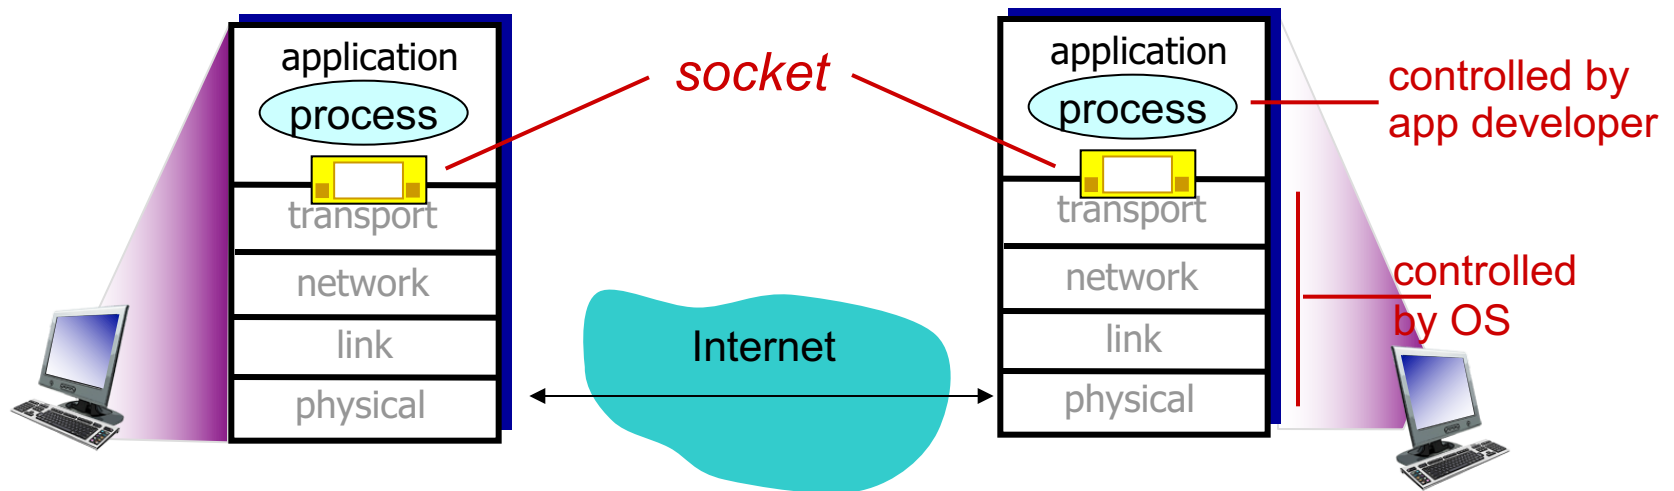 application
process
transport
network
link
physical
socket
Internet
application
process
transport
network
link
physical
controlled by
app developer
controlled
by OS